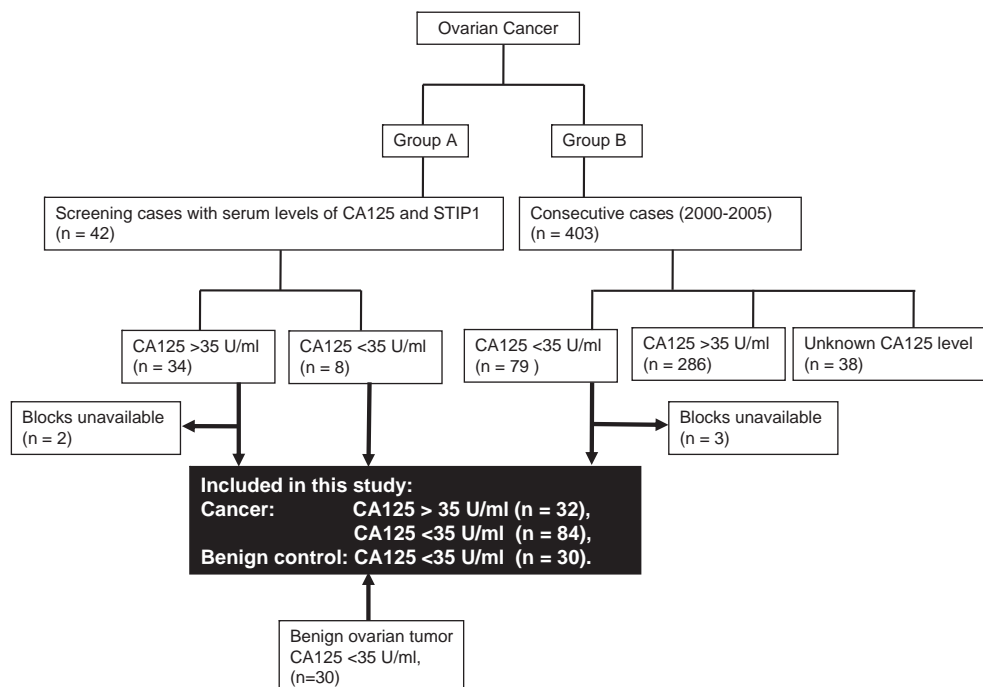 Ovarian Cancer
Group A
Group B
Screening cases with serum levels of CA125 and STIP1
(n = 42)
Consecutive cases (2000-2005)
(n = 403)
CA125 >35 U/ml
(n = 34)
CA125 <35 U/ml
(n = 8)
CA125 <35 U/ml
(n = 79 )
CA125 >35 U/ml
(n = 286)
Unknown CA125 level
(n = 38)
Blocks unavailable
(n = 2)
Blocks unavailable
(n = 3)
Included in this study:
Cancer: CA125 > 35 U/ml (n = 32),
CA125 <35 U/ml (n = 84),
Benign control: CA125 <35 U/ml (n = 30).
Benign ovarian tumor
CA125 <35 U/ml,
(n=30)